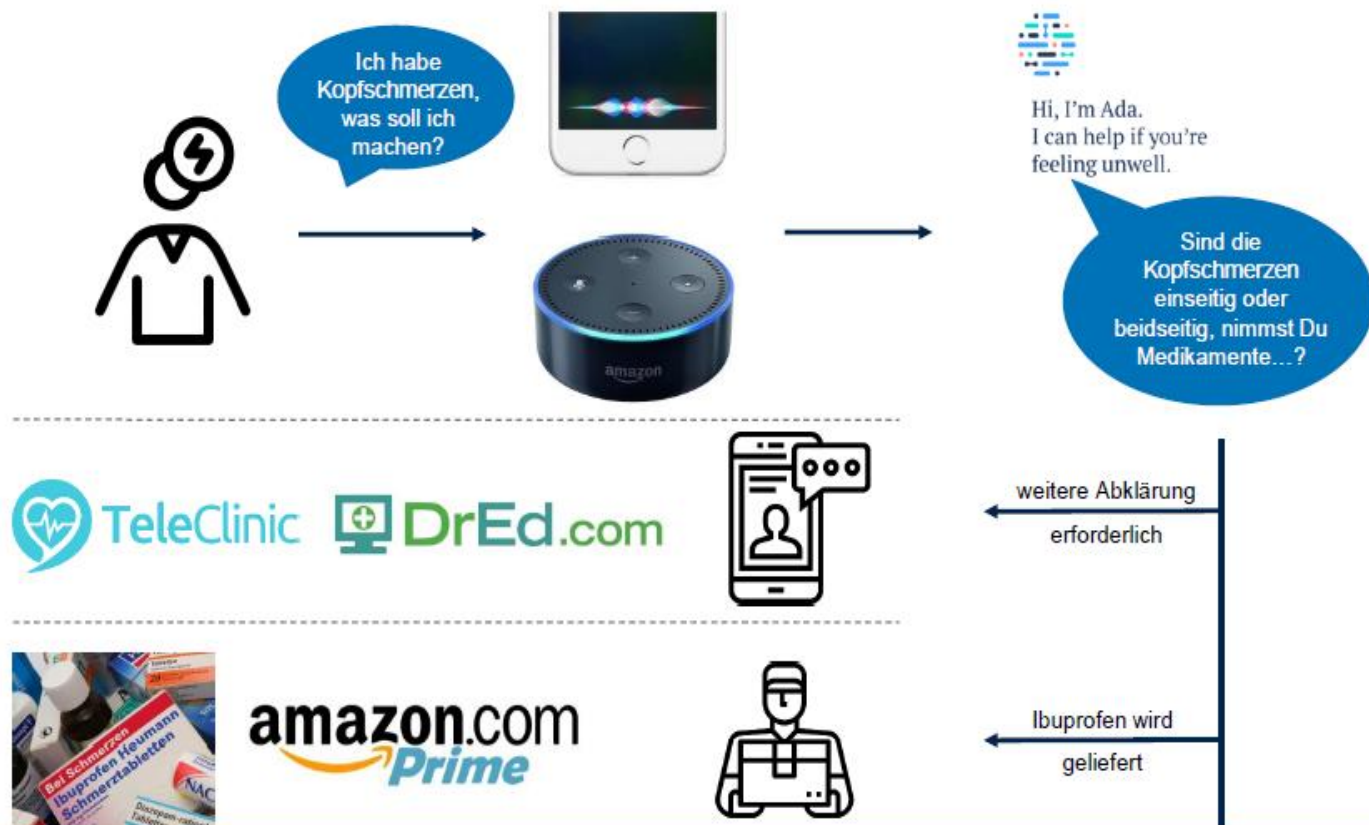 Ich habe
Kopfschmerzen,
was soll ich
machen?
Hi, I'm Ada.
I can help if you're
feeling unwell.
amazon
Sind die
Kopfschmerzen
einseitig oder
beidseitig, nimmst Du
Medikamente...?
TeleClinic
DrEd.com
weitere Abklärung
erforderlich
Bei Schmerzen
Ibuprofen Heumann
Schmerztabletten
NAC
amazon.com
Prime
Ibuprofen wird
geliefert